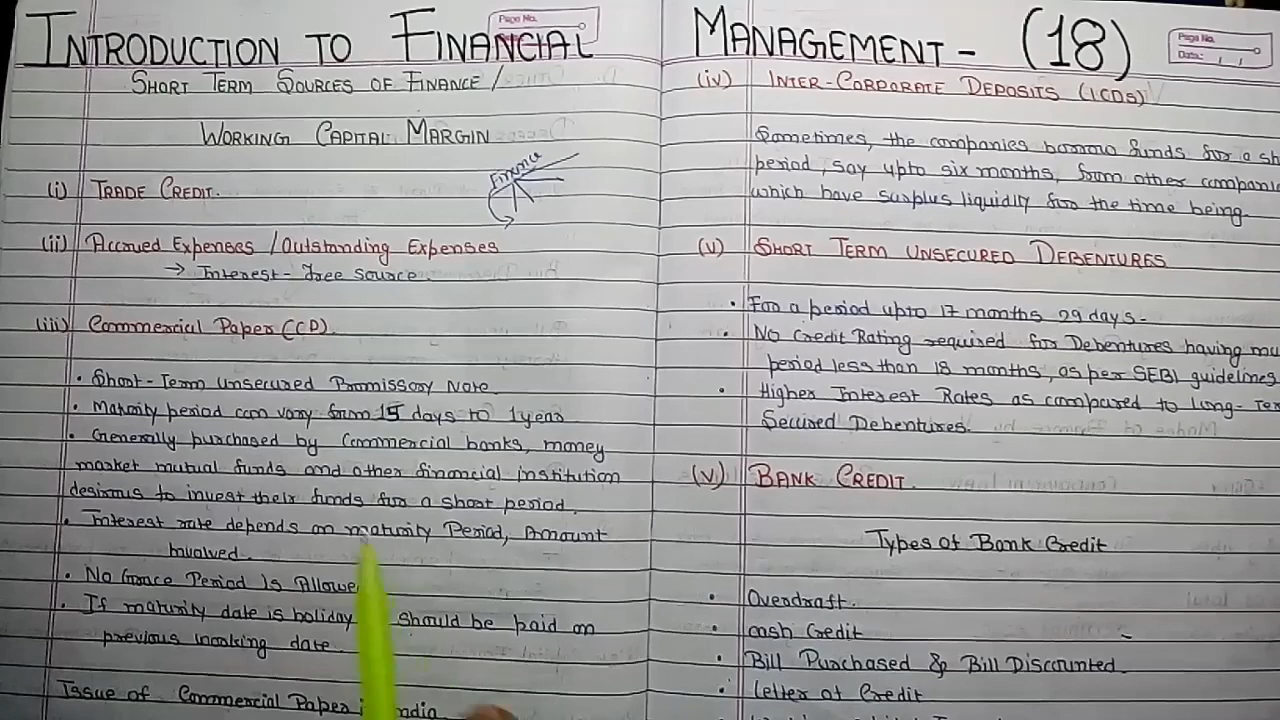 INTRODUCTION TO FINANCIAL MANAGEMENT - (18)
Page No.
Page No.
Date:
SHORT TERM SOURCES OF FINANCE /
WORKING CAPITAL MARGIN
Finance
(i) TRADE CREDIT.
(ii) Accrued Expenses / Outstanding Expenses
→ Interest-free source.
(iii) Commercial Paper (CP).
• Short-Term Unsecured Promissory Note
• Maturity period can vary from 15 days to 1 year
• Generally purchased by Commercial banks, money
market mutual funds and other financial institution
desirous to invest their funds for a short period.
• Interest rate depends on maturity Period, Amount
Involved.
• No Grace Period Is Allowe
• If maturity date is holiday should be paid on
previous working date.
Issue of Commercial Paper i ndia
(iv) INTER-CORPORATE DEPOSITS (ICDs)
Sometimes, the companies borrow funds for a sh
period, say upto six months, from other compani
which have surplus liquidity for the time being.
(v) SHORT TERM UNSECURED DEBENTURES
• For a period upto 17 months 29 days-
• No Credit Rating required for Debentures having mu
period less than 18 months, as per SEBI guidelines
• Higher Interest Rates as compared to long-Ter
Secured Debentures.
(v) BANK CREDIT.
Types of Bank Credit
• Overdraft.
• Cash Credit
• Bill Purchased & Bill Discounted
• Letter of Credit